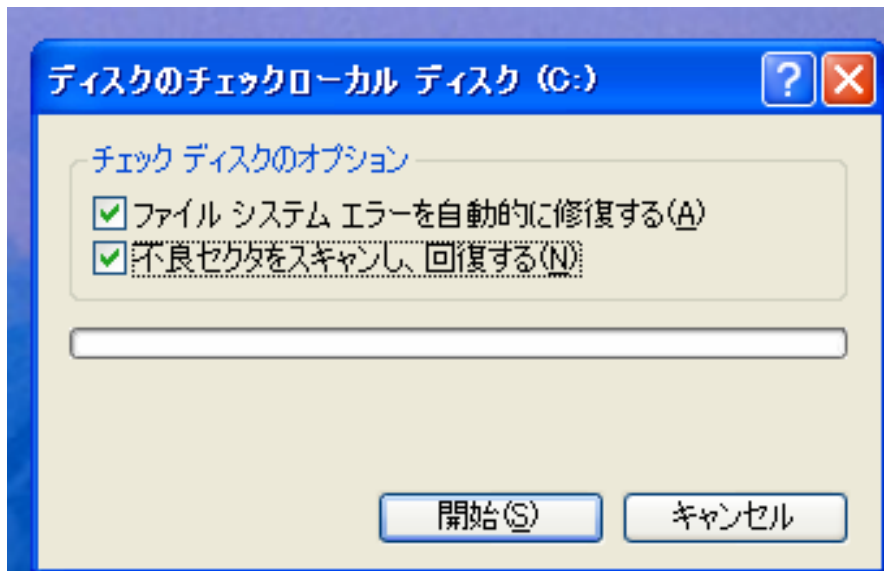 ディスクのチェックローカル ディスク (C:)
チェック ディスクのオプション
ファイル システム エラーを自動的に修復する(A)
不良セクタをスキャンし、回復する(N)
開始(S)
キャンセル